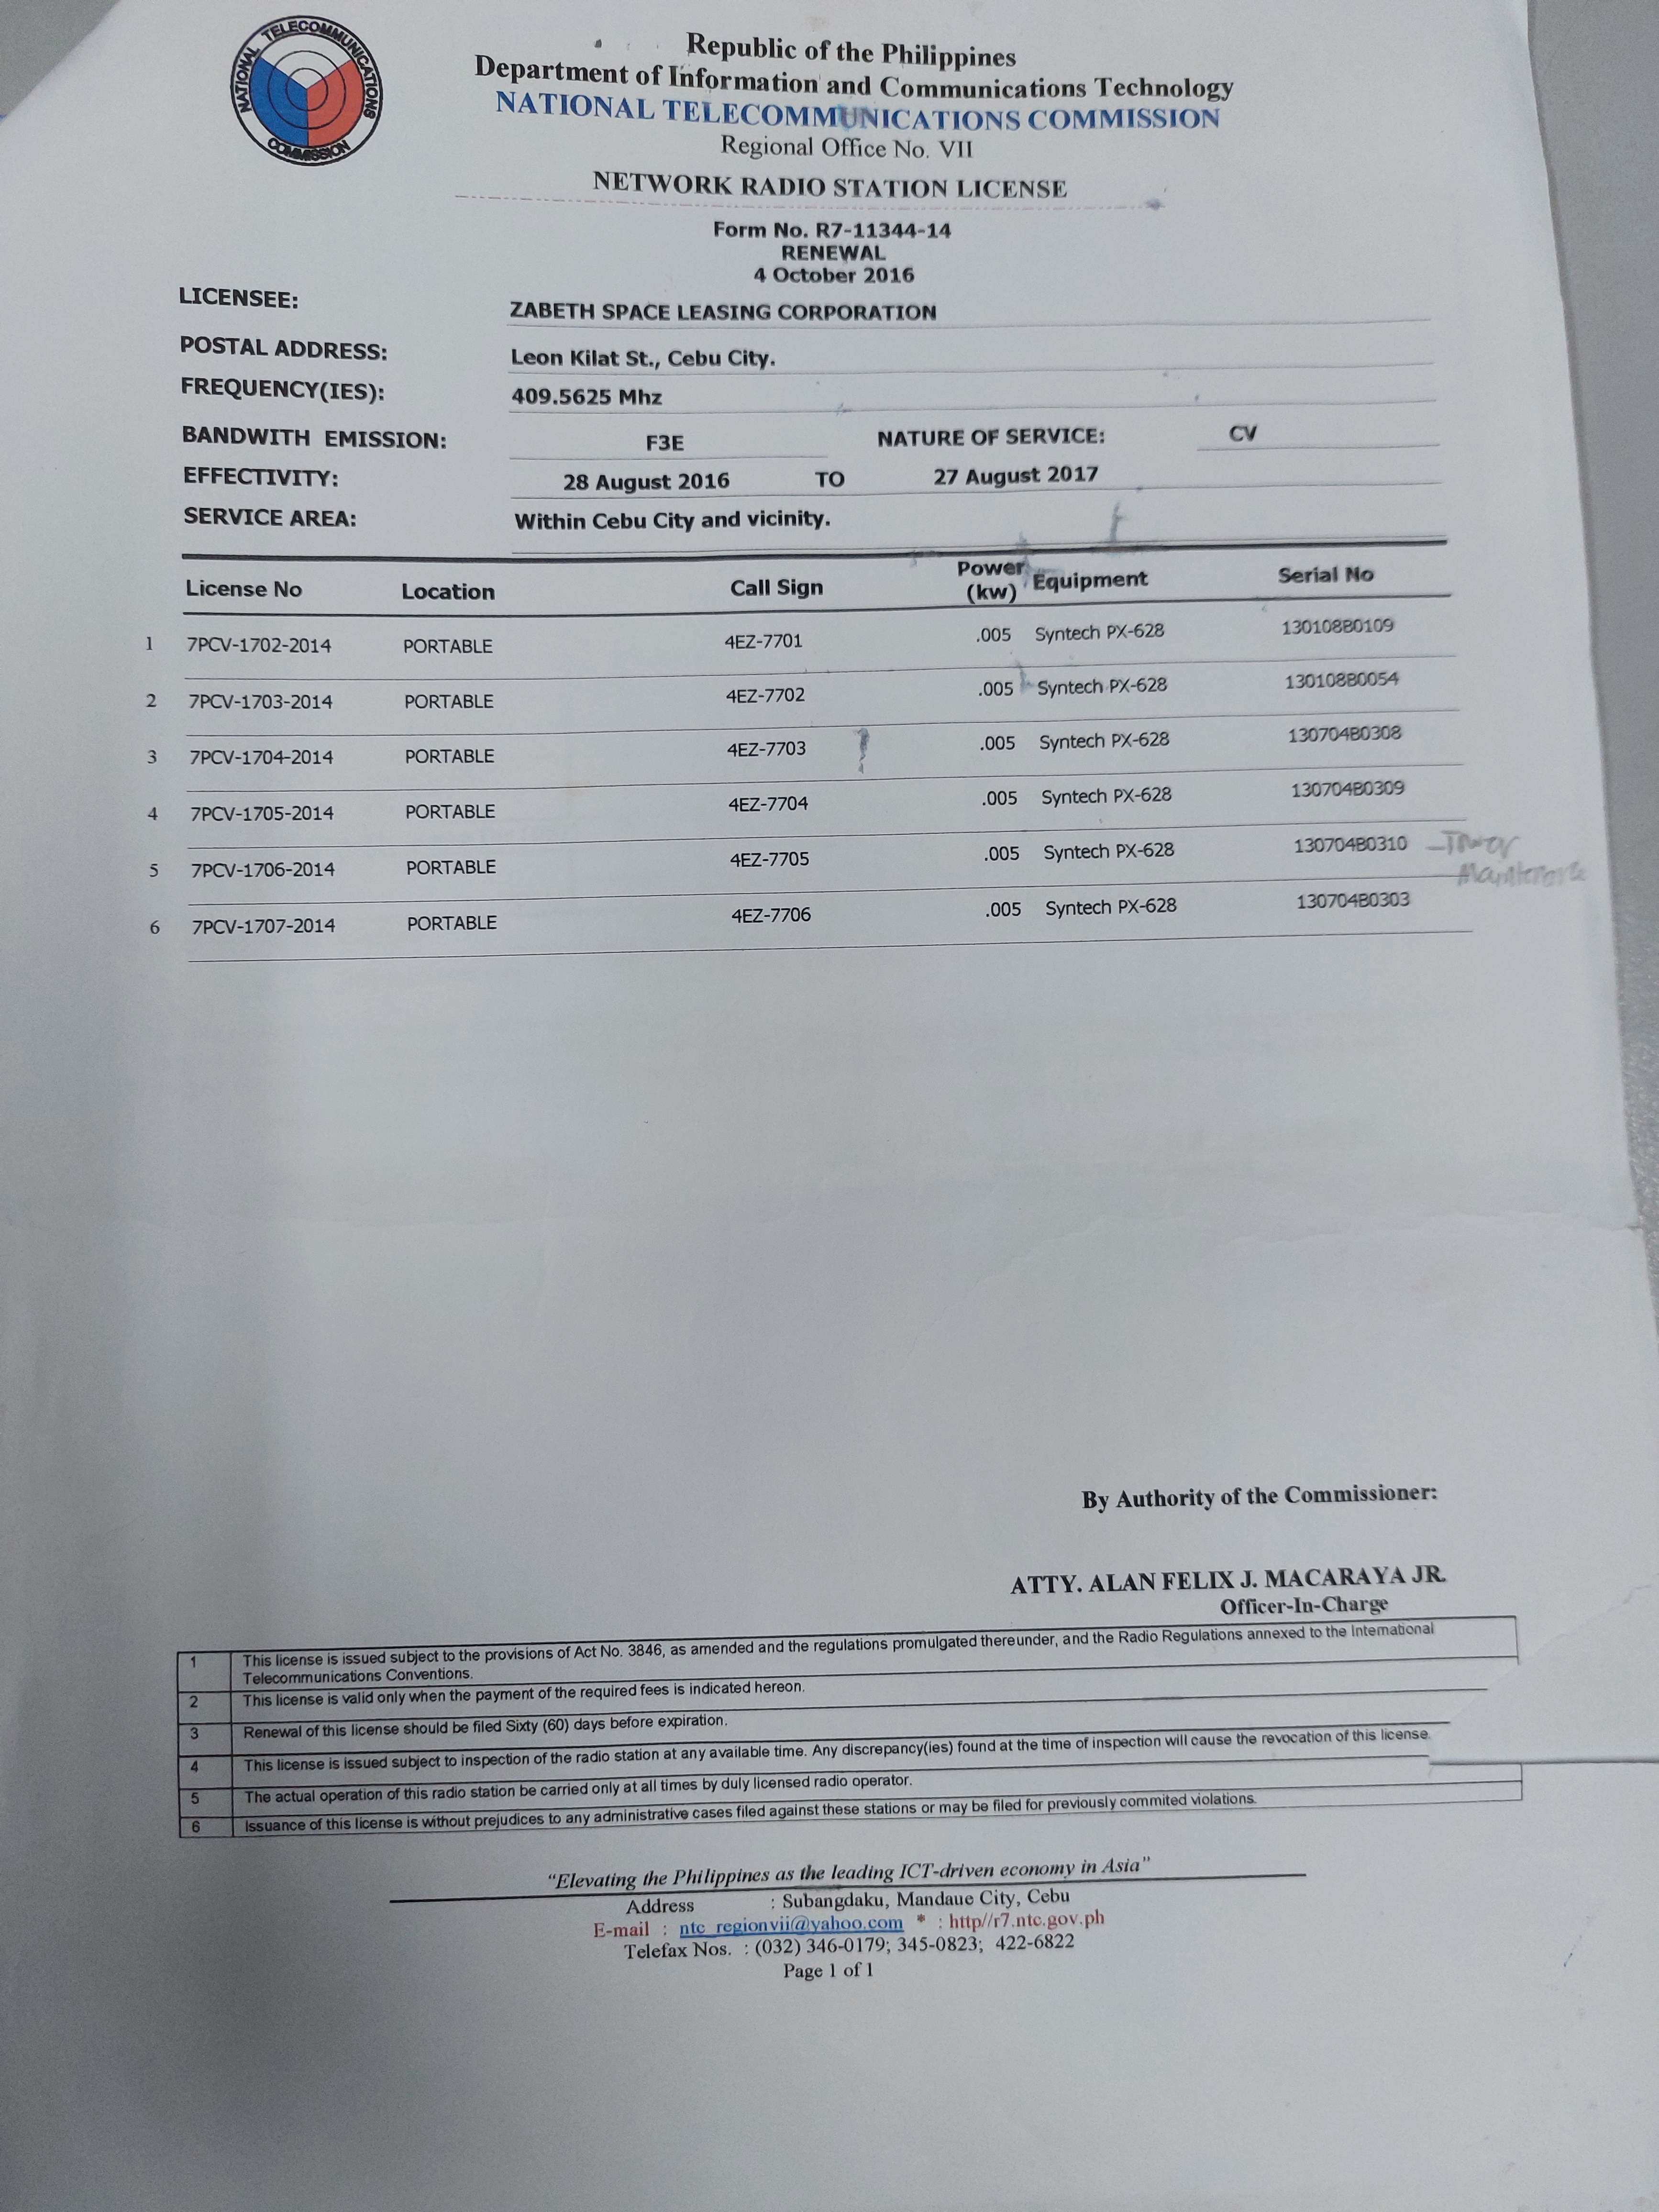 NATIONAL TELECOMMUNICATIONS COMMISSION
Republic of the Philippines
Department of Information and Communications Technology
NATIONAL TELECOMMUNICATIONS COMMISSION
Regional Office No. VII
NETWORK RADIO STATION LICENSE
Form No. R7-11344-14
RENEWAL
4 October 2016
LICENSEE: ZABETH SPACE LEASING CORPORATION
POSTAL ADDRESS: Leon Kilat St., Cebu City.
FREQUENCY(IES): 409.5625 Mhz
BANDWITH EMISSION: F3E NATURE OF SERVICE: CV
EFFECTIVITY: 28 August 2016 TO 27 August 2017
SERVICE AREA: Within Cebu City and vicinity.
License No Location Call Sign Power (kw) Equipment Serial No
1 7PCV-1702-2014 PORTABLE 4EZ-7701 .005 Syntech PX-628 130108B0109
2 7PCV-1703-2014 PORTABLE 4EZ-7702 .005 Syntech PX-628 130108B0054
3 7PCV-1704-2014 PORTABLE 4EZ-7703 .005 Syntech PX-628 130704B0308
4 7PCV-1705-2014 PORTABLE 4EZ-7704 .005 Syntech PX-628 130704B0309
5 7PCV-1706-2014 PORTABLE 4EZ-7705 .005 Syntech PX-628 130704B0310 - Tower
Maintenance
6 7PCV-1707-2014 PORTABLE 4EZ-7706 .005 Syntech PX-628 130704B0303
By Authority of the Commissioner:
ATTY. ALAN FELIX J. MACARAYA JR.
Officer-In-Charge
1 This license is issued subject to the provisions of Act No. 3846, as amended and the regulations promulgated thereunder, and the Radio Regulations annexed to the International
Telecommunications Conventions.
2 This license is valid only when the payment of the required fees is indicated hereon.
3 Renewal of this license should be filed Sixty (60) days before expiration.
4 This license is issued subject to inspection of the radio station at any available time. Any discrepancy(ies) found at the time of inspection will cause the revocation of this license.
5 The actual operation of this radio station be carried only at all times by duly licensed radio operator.
6 Issuance of this license is without prejudices to any administrative cases filed against these stations or may be filed for previously commited violations.
"Elevating the Philippines as the leading ICT-driven economy in Asia"
Address : Subangdaku, Mandaue City, Cebu
E-mail : ntc_regionvii@yahoo.com * : http//r7.ntc.gov.ph
Telefax Nos. : (032) 346-0179; 345-0823; 422-6822
Page 1 of 1